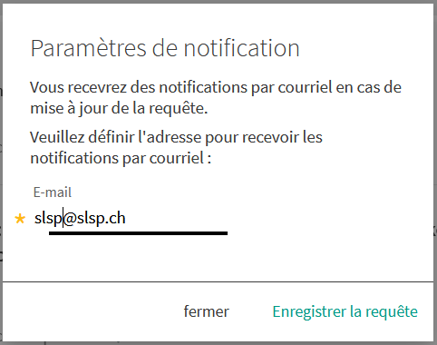 Paramètres de notification
Vous recevrez des notifications par courriel en cas de
mise à jour de la requête.
Veuillez définir l'adresse pour recevoir les
notifications par courriel :
E-mail
slsp@slsp.ch
fermer
Enregistrer la requête